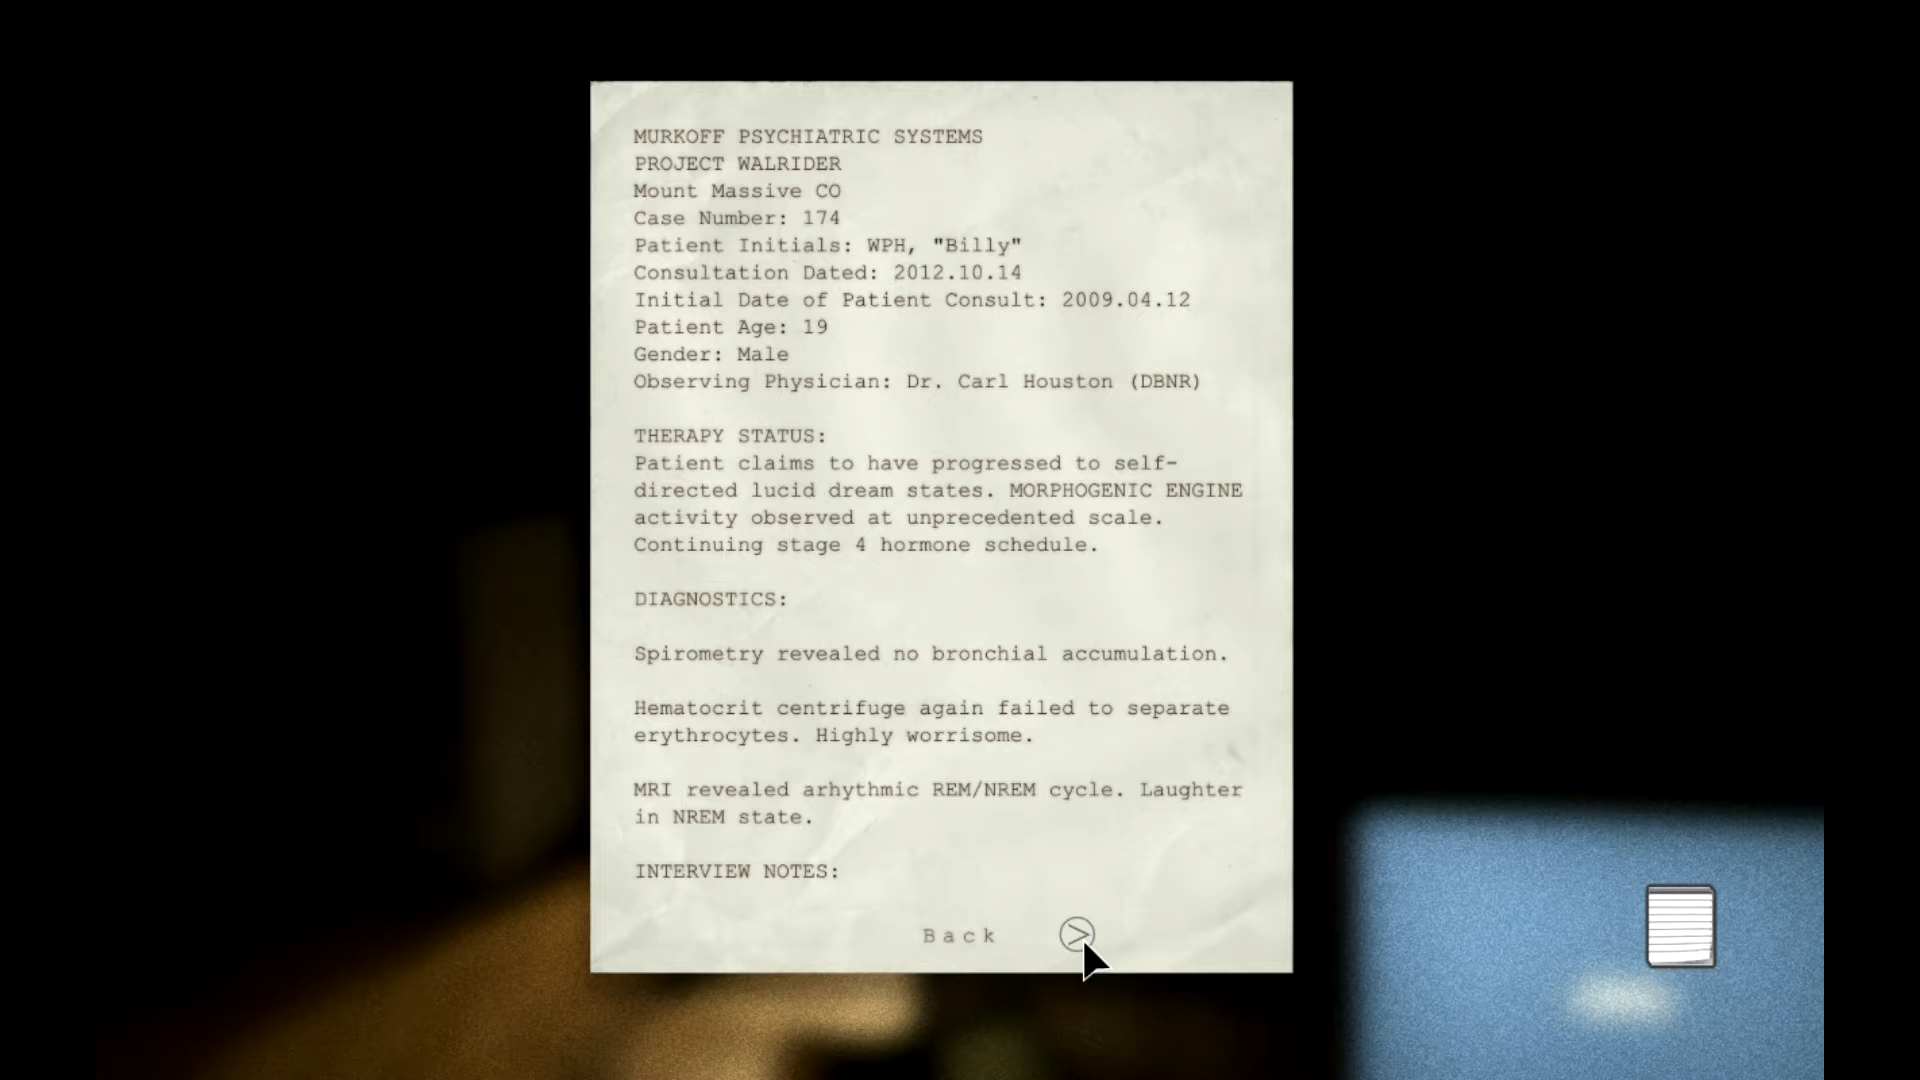 MURKOFF PSYCHIATRIC SYSTEMS
PROJECT WALRIDER
Mount Massive CO
Case Number: 174
Patient Initials: WPH, "Billy"
Consultation Dated: 2012.10.14
Initial Date of Patient Consult: 2009.04.12
Patient Age: 19
Gender: Male
Observing Physician: Dr. Carl Houston (DBNR)
THERAPY STATUS:
Patient claims to have progressed to self-
directed lucid dream states. MORPHOGENIC ENGINE
activity observed at unprecedented scale.
Continuing stage 4 hormone schedule.
DIAGNOSTICS:
Spirometry revealed no bronchial accumulation.
Hematocrit centrifuge again failed to separate
erythrocytes. Highly worrisome.
MRI revealed arhythmic REM/NREM cycle. Laughter
in NREM state.
INTERVIEW NOTES:
Back